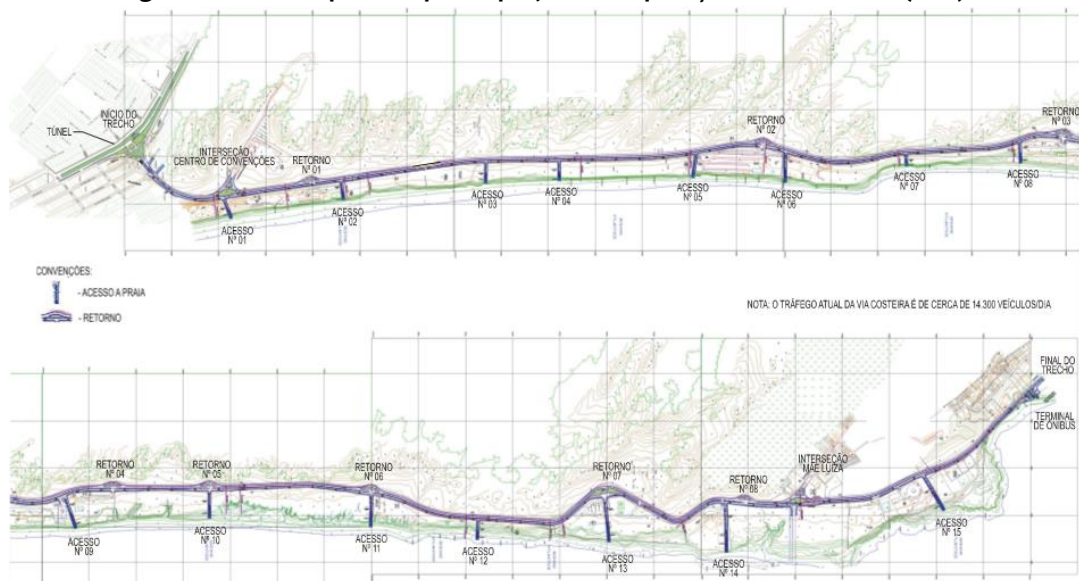 INÍCIO DO
TRECHO
TÚNEL
INTERSEÇÃO
CENTRO DE CONVENÇÕES
RETORNO
Nº 01
RETORNO
Nº 02
RETORNO
Nº 03
ACESSO
Nº 01
ACESSO
Nº 02
ACESSO
Nº 03
ACESSO
Nº 04
ACESSO
Nº 05
ACESSO
Nº 06
ACESSO
Nº 07
ACESSO
Nº 08
CONVENÇÕES:
- ACESSO A PRAIA
- RETORNO
NOTA: O TRÁFEGO ATUAL DA VIA COSTEIRA É DE CERCA DE 14.300 VEÍCULOS/DIA
RETORNO
Nº 04
RETORNO
Nº 05
RETORNO
Nº 06
RETORNO
Nº 07
RETORNO
Nº 08
INTERSEÇÃO
MÃE LUIZA
FINAL DO
TRECHO
TERMINAL
DE ÔNIBUS
ACESSO
Nº 09
ACESSO
Nº 10
ACESSO
Nº 11
ACESSO
Nº 12
ACESSO
Nº 13
ACESSO
Nº 14
ACESSO
Nº 15